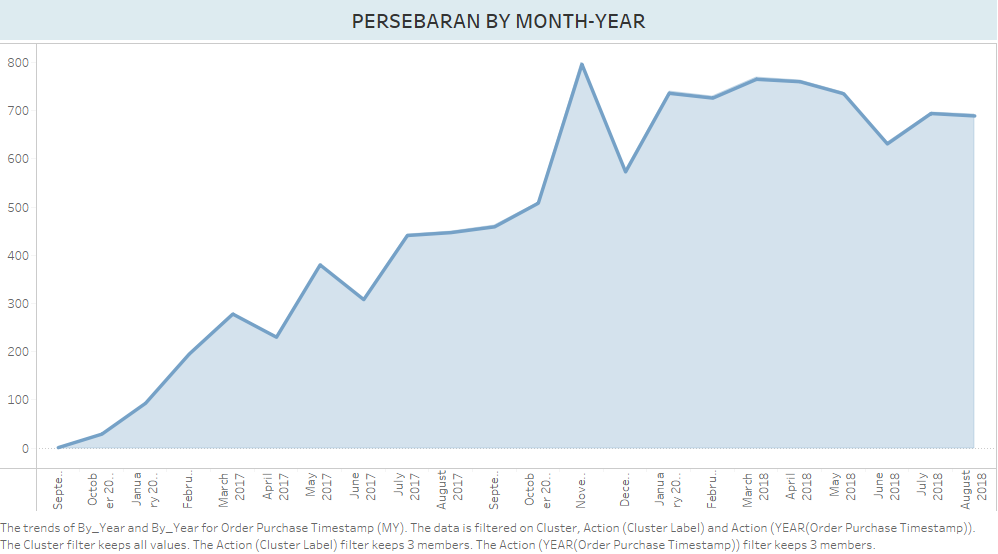 PERSEBARAN BY MONTH-YEAR
800
700
600
500
400
300
200
100
0
Septe..
Octob
er 20..
Janua
ry 20..
Febru..
March
2017
April
2017
May
2017
June
2017
July
2017
August
2017
Septe..
Octob
er 20..
Nove..
Dece..
Janua
ry 20..
Febru..
March
2018
April
2018
May
2018
June
2018
July
2018
August
2018
The trends of By_Year and By_Year for Order Purchase Timestamp (MY). The data is filtered on Cluster, Action (Cluster Label) and Action (YEAR(Order Purchase Timestamp)).
The Cluster filter keeps all values. The Action (Cluster Label) filter keeps 3 members. The Action (YEAR(Order Purchase Timestamp)) filter keeps 3 members.